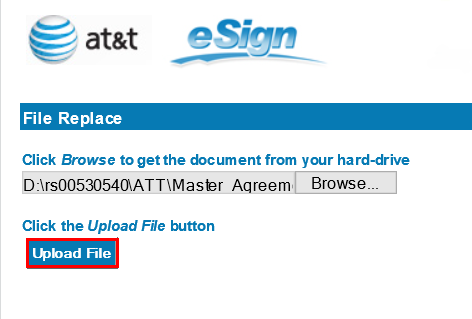 at&t eSign
File Replace
Click Browse to get the document from your hard-drive
D:\rs00530540\ATT\Master_Agreem Browse...
Click the Upload File button
Upload File